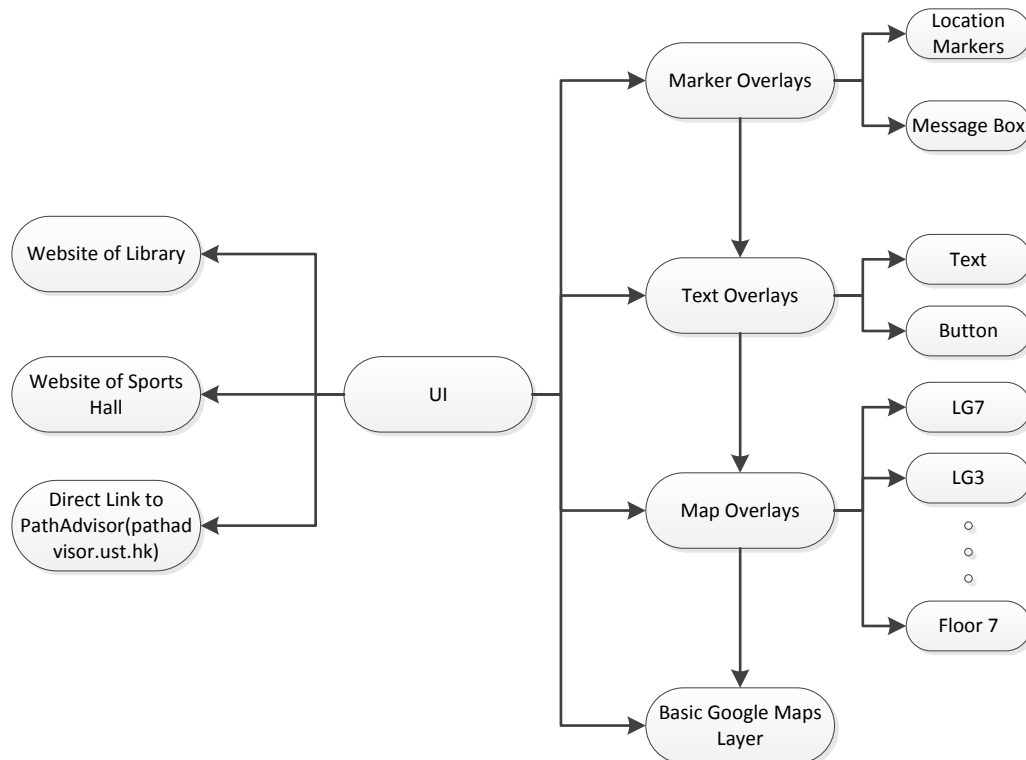 Location
Markers
Marker Overlays
Message Box
Website of Library
Text
Text Overlays
Button
Website of Sports
Hall
UI
LG7
LG3
Direct Link to
PathAdvisor(pathad
visor.ust.hk)
Map Overlays
Floor 7
Basic Google Maps
Layer